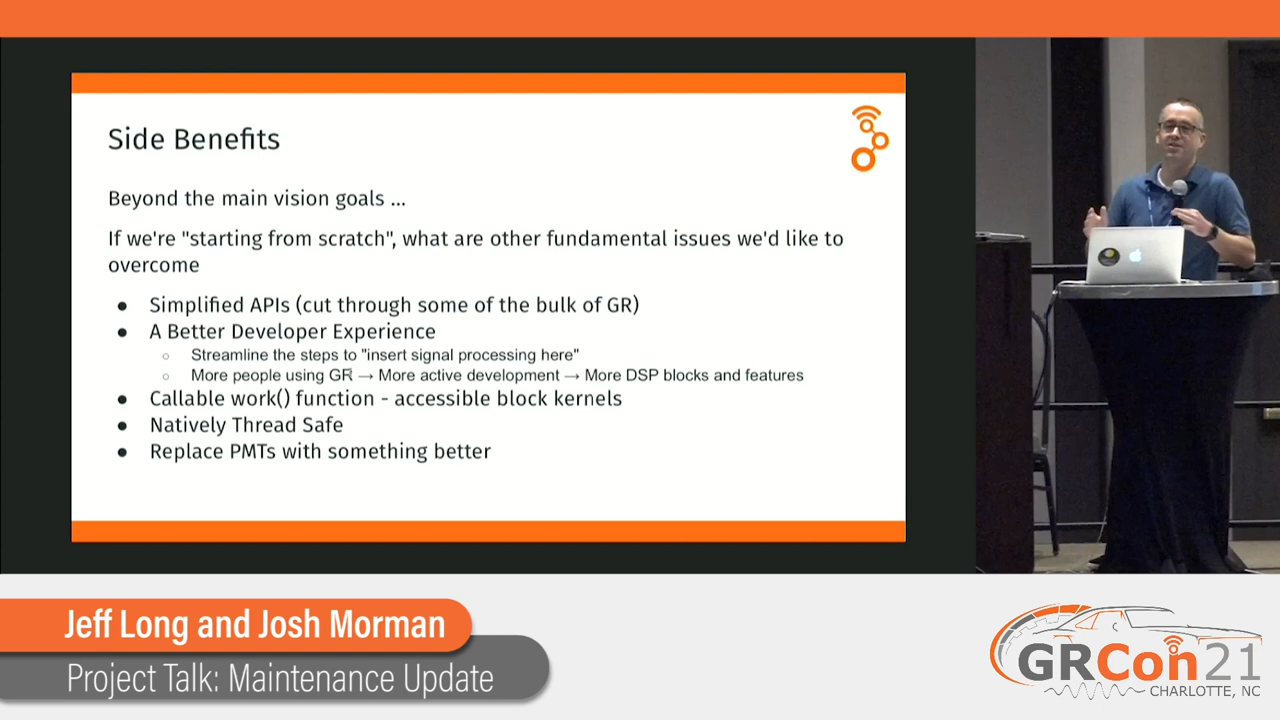 Side Benefits
Beyond the main vision goals ...
If we're "starting from scratch", what are other fundamental issues we'd like to
overcome
● Simplified APIs (cut through some of the bulk of GR)
● A Better Developer Experience
○ Streamline the steps to "insert signal processing here"
○ More people using GR → More active development → More DSP blocks and features
● Callable work() function - accessible block kernels
● Natively Thread Safe
● Replace PMTs with something better
Jeff Long and Josh Morman
Project Talk: Maintenance Update
GRCon21
CHARLOTTE, NC